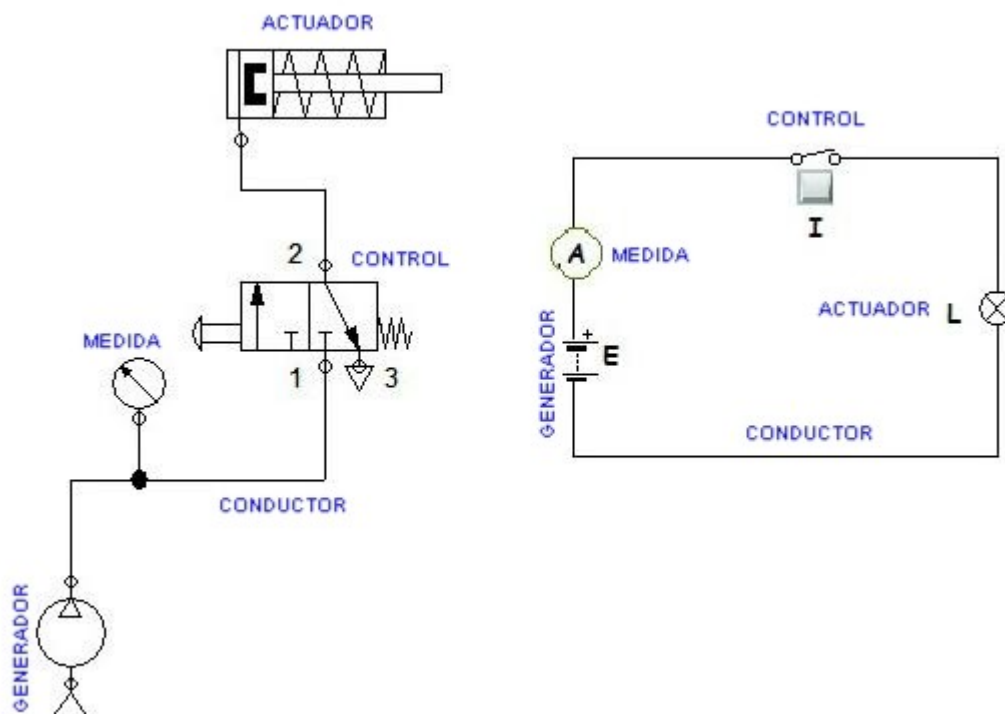 ACTUADOR
2
CONTROL
MEDIDA
1
3
CONDUCTOR
GENERADOR
CONTROL
I
A
MEDIDA
ACTUADOR L
+
E
GENERADOR
CONDUCTOR